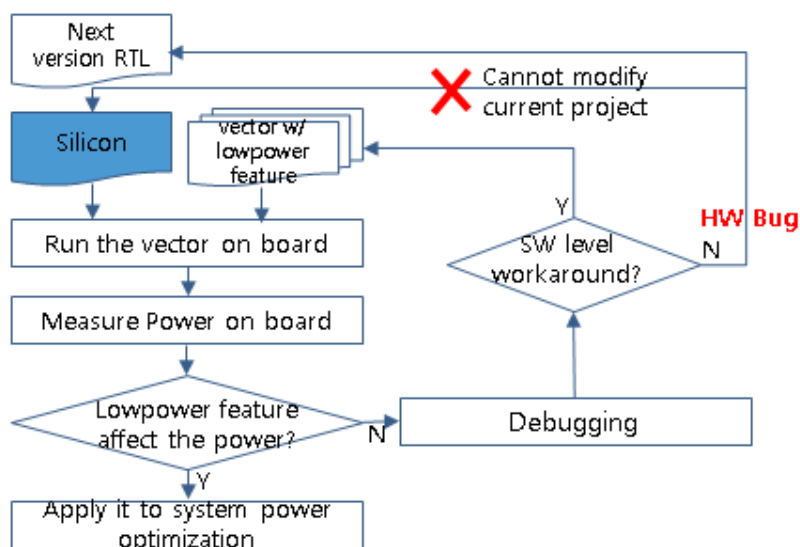 Next
version RTL
Cannot modify
current project
Silicon
vector w/
lowpower
feature
Y
HW Bug
Run the vector on board
SW level
workaround?
N
Measure Power on board
Lowpower feature
affect the power?
N
Debugging
Y
Apply it to system power
optimization